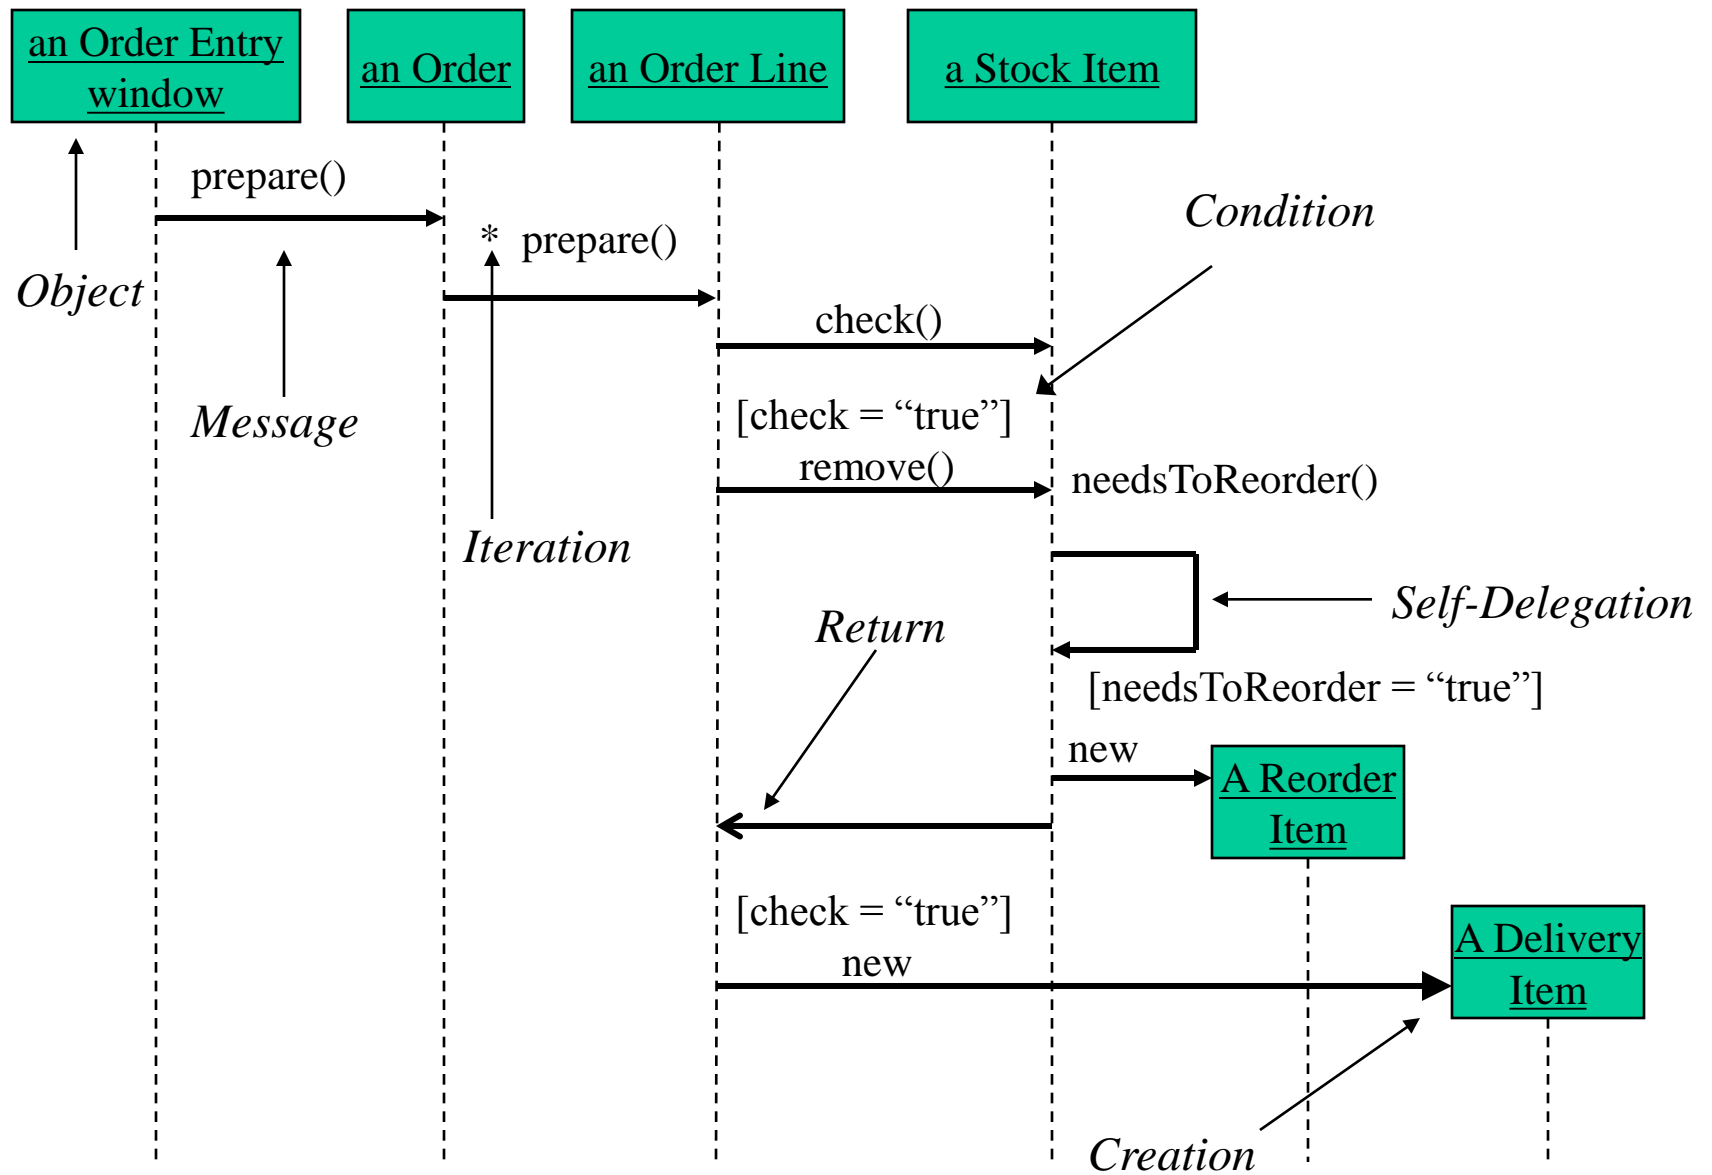 an Order Entry
window
an Order
an Order Line
a Stock Item
prepare()
Condition
* prepare()
Object
check()
Message
[check = “true”]
remove()
needsToReorder()
Iteration
Self-Delegation
Return
[needsToReorder = “true”]
new
A Reorder
Item
[check = “true”]
new
A Delivery
Item
Creation